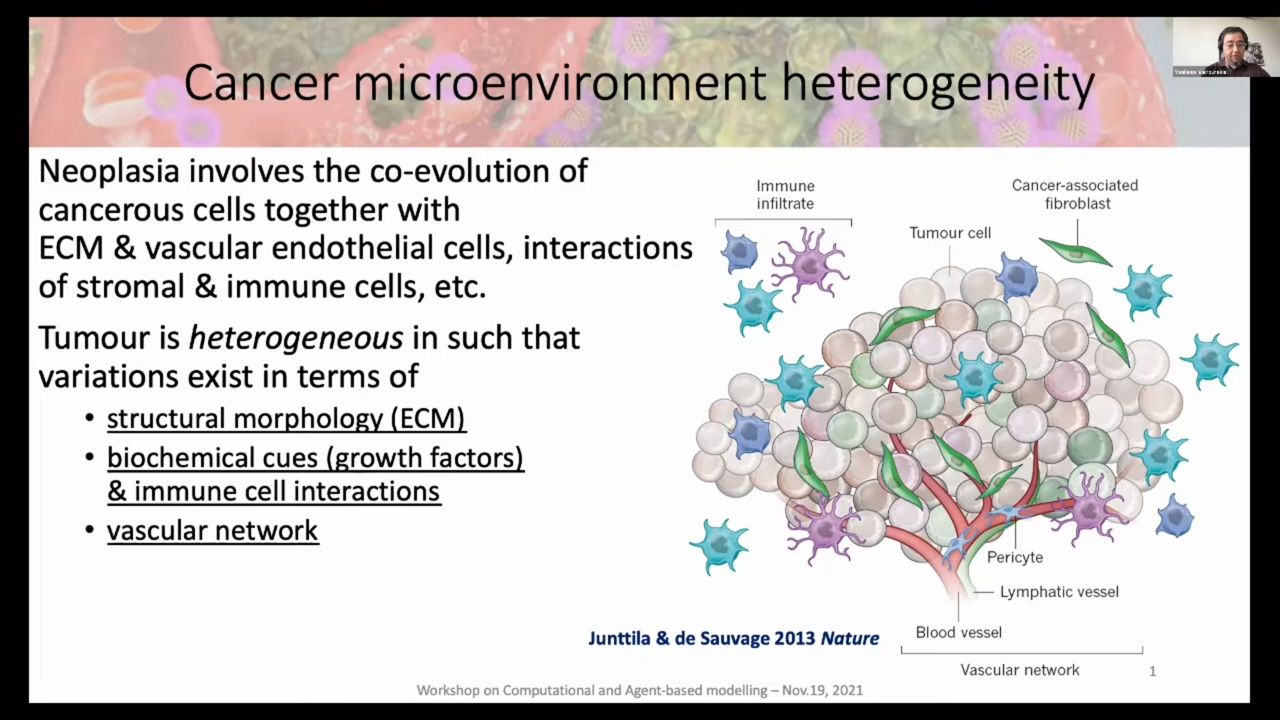 Cancer microenvironment heterogeneity
Neoplasia involves the co-evolution of
cancerous cells together with
ECM & vascular endothelial cells, interactions
of stromal & immune cells, etc.
Tumour is heterogeneous in such that
variations exist in terms of
• structural morphology (ECM)
• biochemical cues (growth factors)
& immune cell interactions
• vascular network
Immune
infiltrate
Cancer-associated
fibroblast
Tumour cell
Pericyte
Lymphatic vessel
Blood vessel
Vascular network
Junttila & de Sauvage 2013 Nature
1
Workshop on Computational and Agent-based modelling – Nov.19, 2021